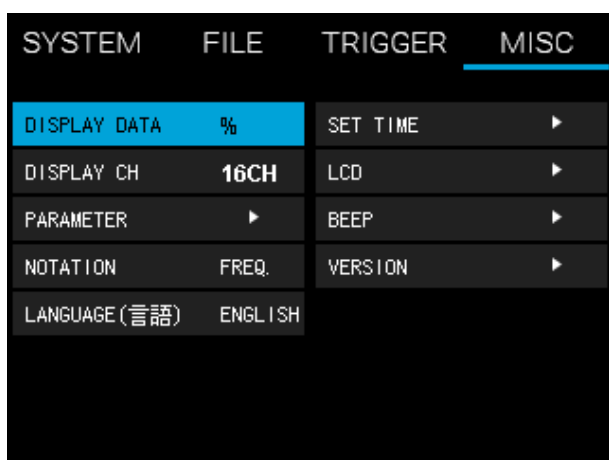 SYSTEM FILE TRIGGER MISC
DISPLAY DATA % SET TIME
DISPLAY CH 16CH LCD
PARAMETER BEEP
NOTATION FREQ. VERSION
LANGUAGE(言語) ENGLISH